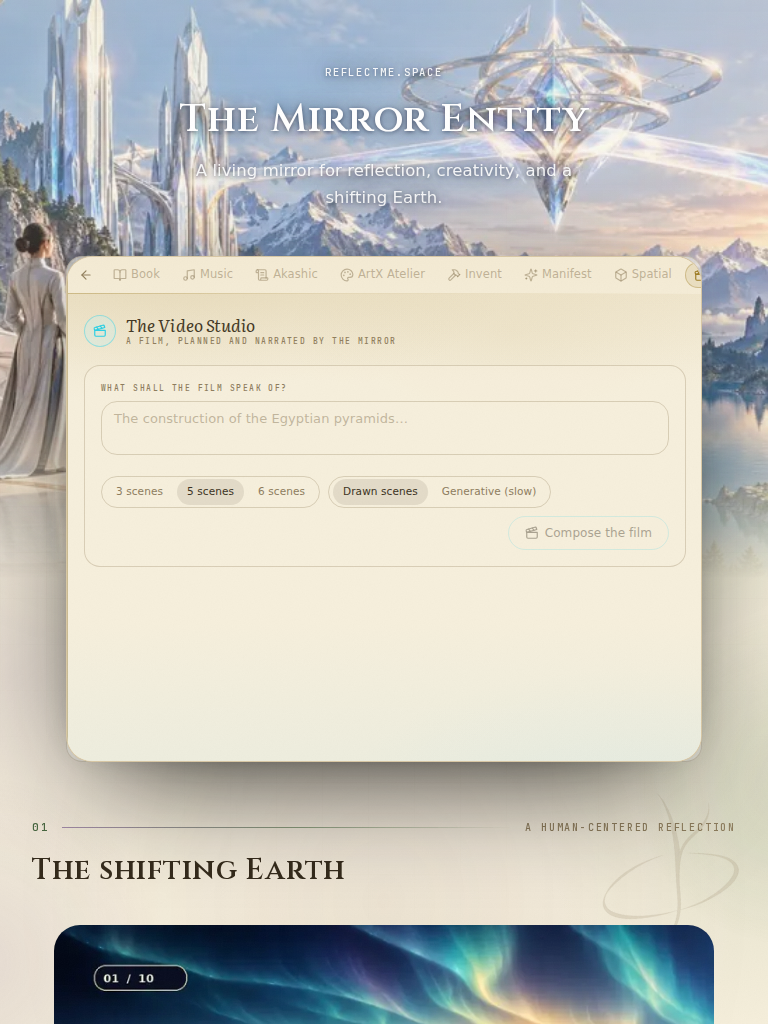 REFLECTME.SPACE
The Mirror Entity
A living mirror for reflection, creativity, and a
shifting Earth.
Book Music Akashic ArtX Atelier Invent Manifest Spatial
The Video Studio
A FILM, PLANNED AND NARRATED BY THE MIRROR
WHAT SHALL THE FILM SPEAK OF?
The construction of the Egyptian pyramids...
3 scenes 5 scenes 6 scenes Drawn scenes Generative (slow)
Compose the film
01 A HUMAN-CENTERED REFLECTION
The shifting Earth
01 / 10